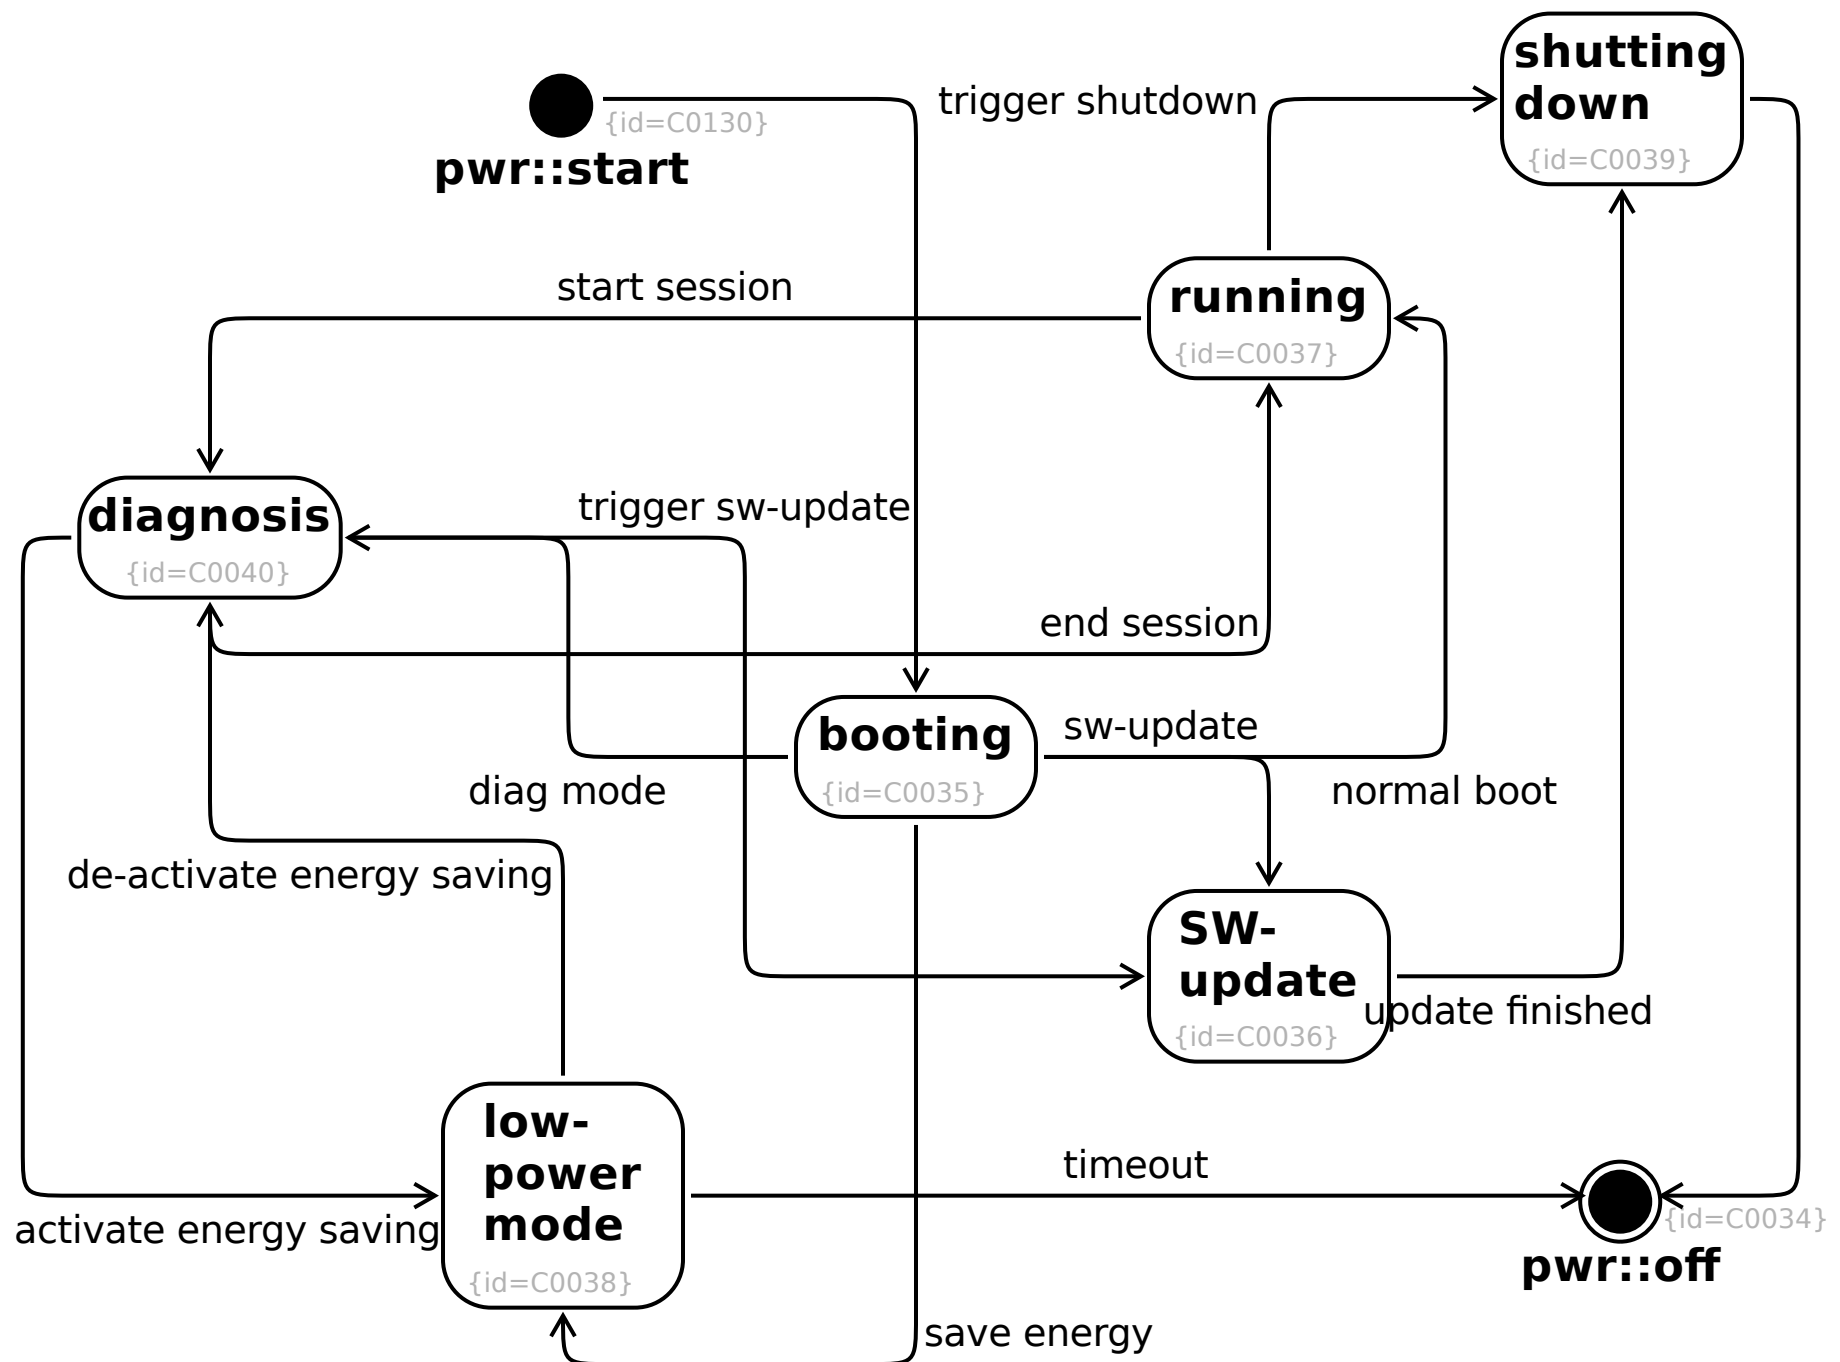 shutting
down
{id=C0039}
trigger shutdown
{id=C0130}
pwr::start
start session
running
{id=C0037}
diagnosis
{id=C0040}
trigger sw-update
end session
booting
{id=C0035}
sw-update
diag mode
normal boot
de-activate energy saving
SW-
update
{id=C0036}
update finished
low-
power
mode
{id=C0038}
timeout
activate energy saving
{id=C0034}
pwr::off
save energy